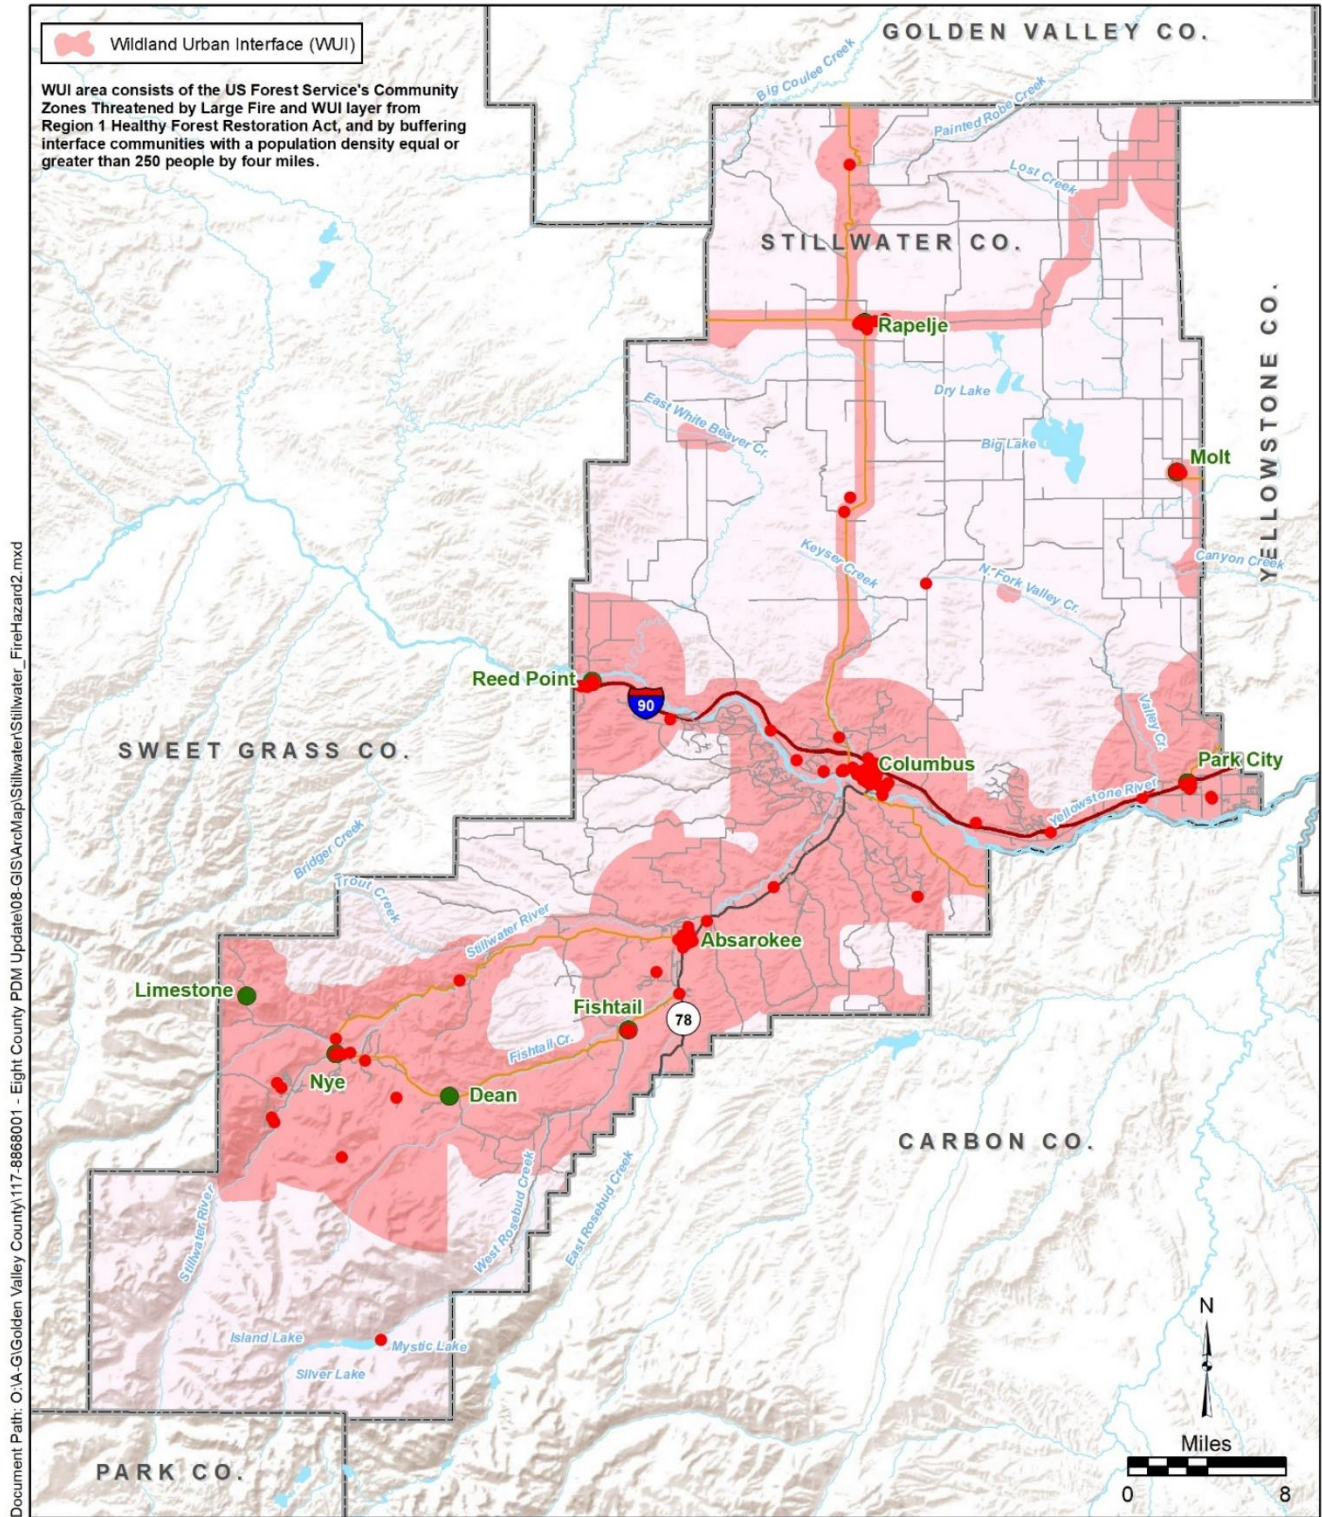 Wildland Urban Interface (WUI)
WUI area consists of the US Forest Service's Community
Zones Threatened by Large Fire and WUI layer from
Region 1 Healthy Forest Restoration Act, and by buffering
interface communities with a population density equal or
greater than 250 people by four miles.
GOLDEN VALLEY CO.
Big Coulee Creek
Painted Robe Creek
Lost Creek
STILLWATER CO.
YELLOWSTONE CO.
Rapelje
Dry Lake
East White Beaver Cr.
Big Lake
Molt
Keyser Creek
N. Fork Valley Cr.
Canyon Creek
Reed Point
90
Valley Cr.
SWEET GRASS CO.
Columbus
Park City
Yellowstone River
Bridger Creek
Trout Creek
Stillwater River
Absarokee
Limestone
Fishtail
78
Fishtail Cr.
Nye
Dean
CARBON CO.
Stillwater River
West Rosebud Creek
East Rosebud Creek
Island Lake
Mystic Lake
Silver Lake
PARK CO.
N
Miles
0 8
Document Path: O:\A-G\Golden Valley County\117-8868001 - Eight County PDM Update\08-GIS\ArcMap\Stillwater\Stillwater_FireHazard2.mxd